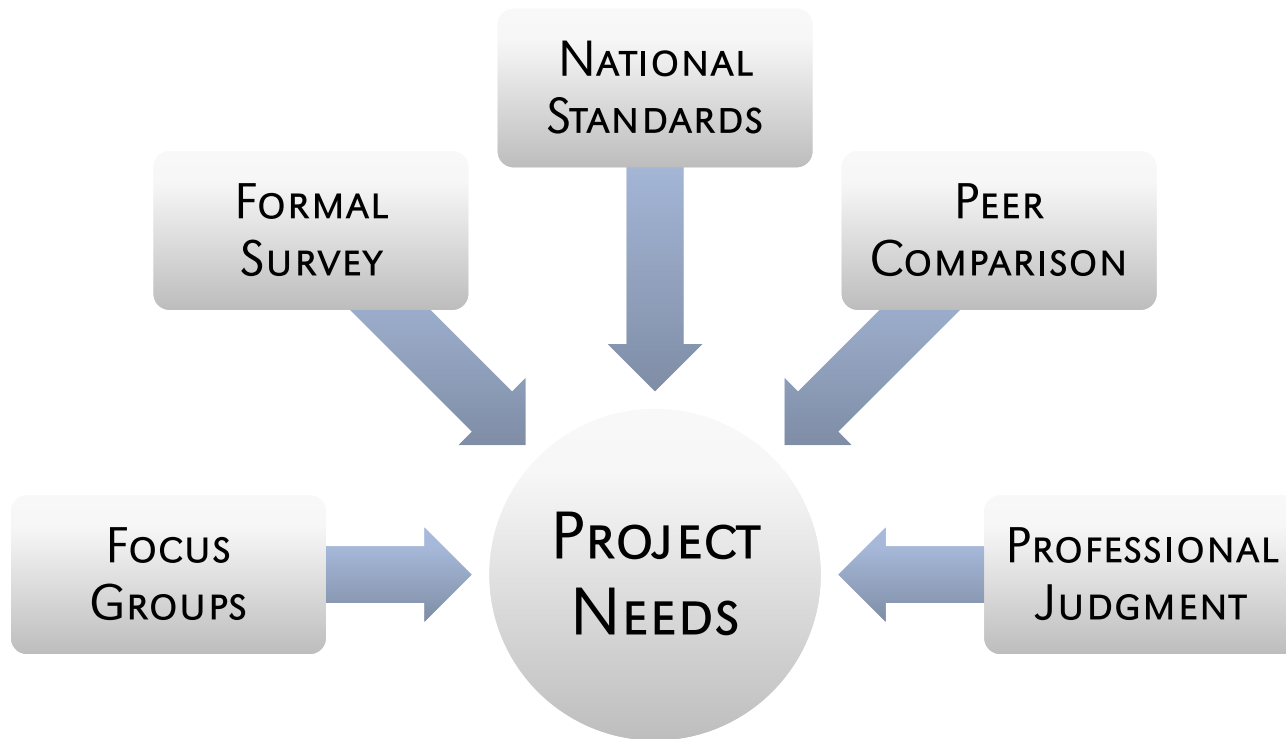 National
Standards
Formal
Survey
Peer
Comparison
Focus
Groups
Project
Needs
Professional
Judgment